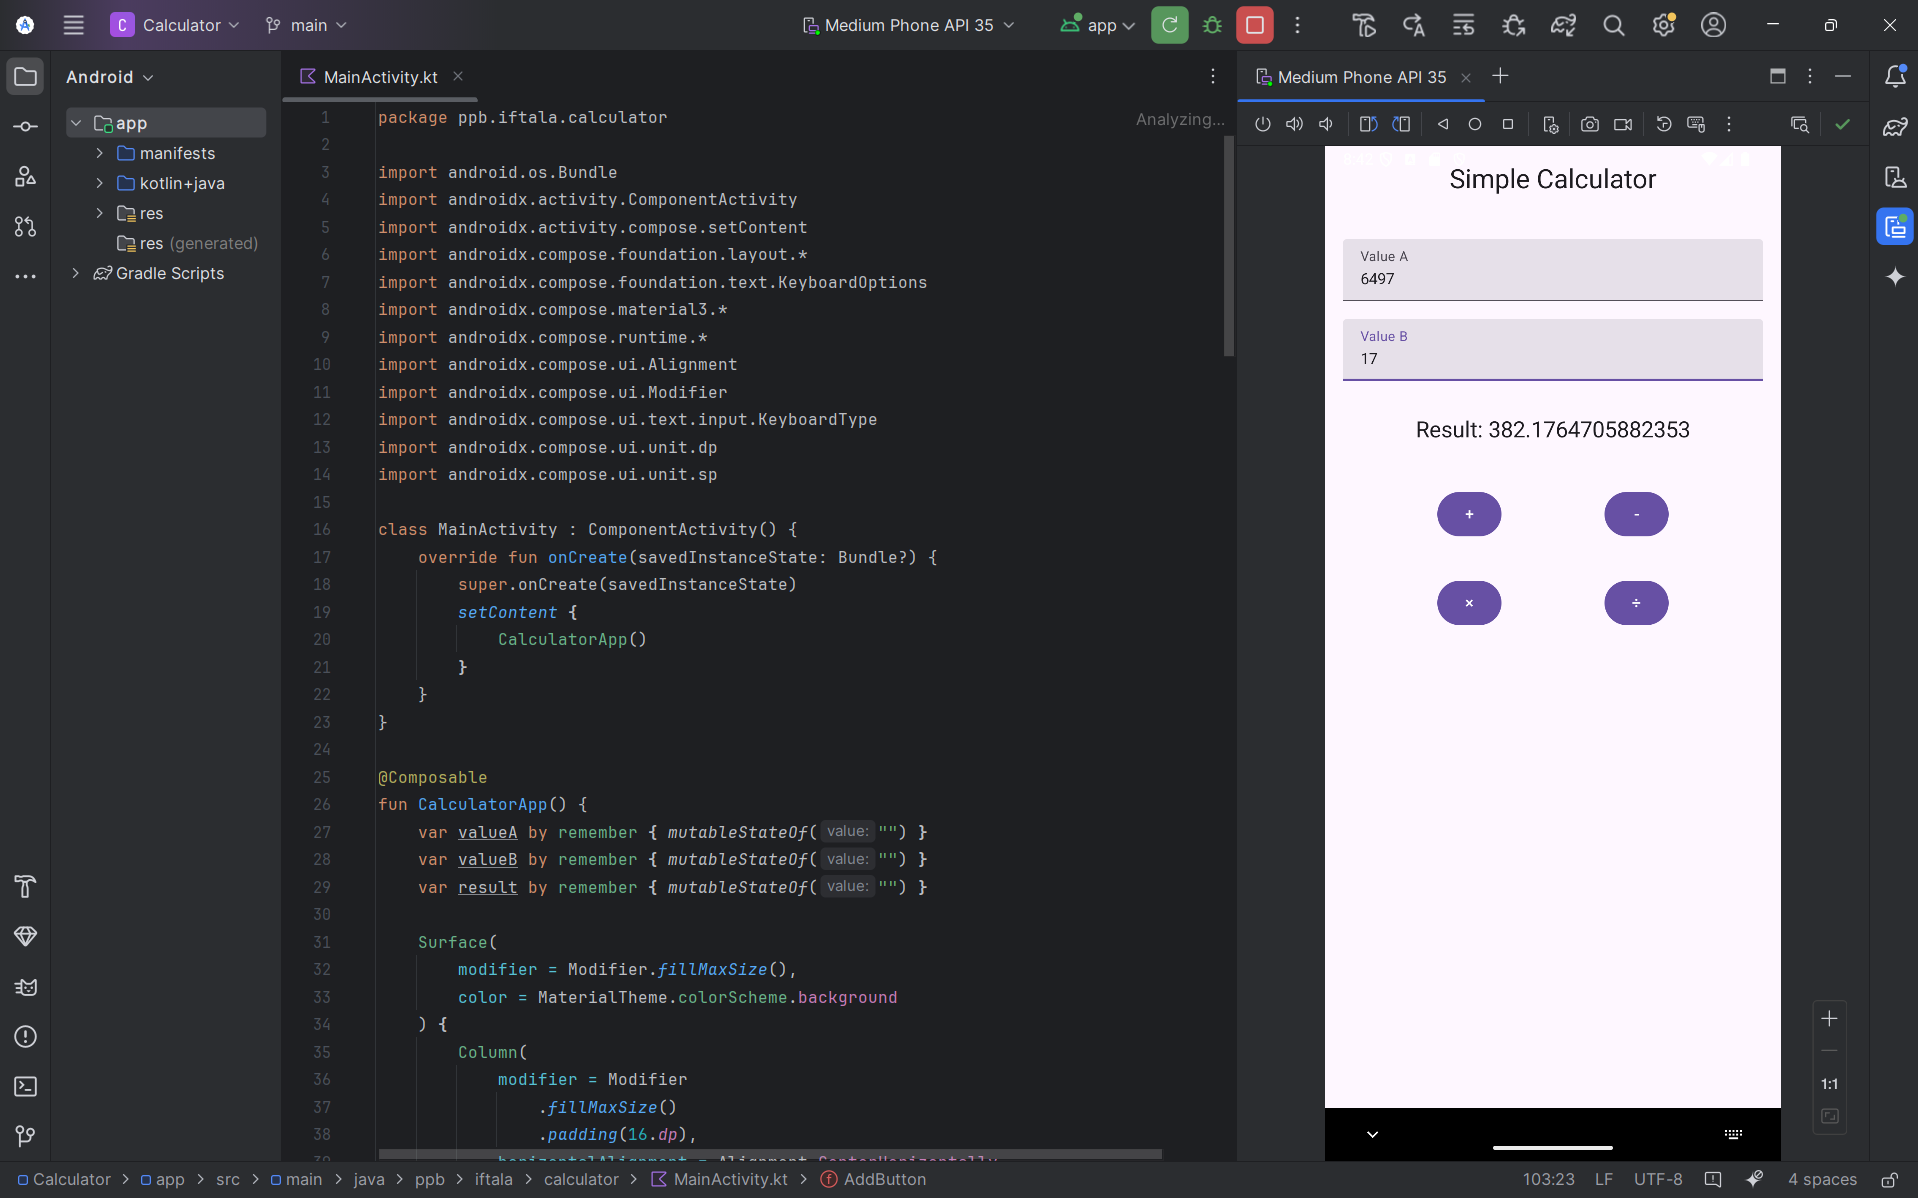 C Calculator
main
Medium Phone API 35
app
Android
app
manifests
kotlin+java
res
res (generated)
Gradle Scripts
MainActivity.kt
Analyzing...
1 package ppb.iftala.calculator
2
3 import android.os.Bundle
4 import androidx.activity.ComponentActivity
5 import androidx.activity.compose.setContent
6 import androidx.compose.foundation.layout.*
7 import androidx.compose.foundation.text.KeyboardOptions
8 import androidx.compose.material3.*
9 import androidx.compose.runtime.*
10 import androidx.compose.ui.Alignment
11 import androidx.compose.ui.Modifier
12 import androidx.compose.ui.text.input.KeyboardType
13 import androidx.compose.ui.unit.dp
14 import androidx.compose.ui.unit.sp
15
16 class MainActivity : ComponentActivity() {
17 override fun onCreate(savedInstanceState: Bundle?) {
18 super.onCreate(savedInstanceState)
19 setContent {
20 CalculatorApp()
21 }
22 }
23 }
24
25 @Composable
26 fun CalculatorApp() {
27 var valueA by remember { mutableStateOf( value: "") }
28 var valueB by remember { mutableStateOf( value: "") }
29 var result by remember { mutableStateOf( value: "") }
30
31 Surface(
32 modifier = Modifier.fillMaxSize(),
33 color = MaterialTheme.colorScheme.background
34 ) {
35 Column(
36 modifier = Modifier
37 .fillMaxSize()
38 .padding(16.dp),
39 horizontalAlignment = Alignment.CenterHorizontally
Medium Phone API 35
Simple Calculator
Value A
6497
Value B
17
Result: 382.1764705882353
+ -
× ÷
1:1
Calculator > app > src > main > java > ppb > iftala > calculator > MainActivity.kt > AddButton
103:23 LF UTF-8 4 spaces